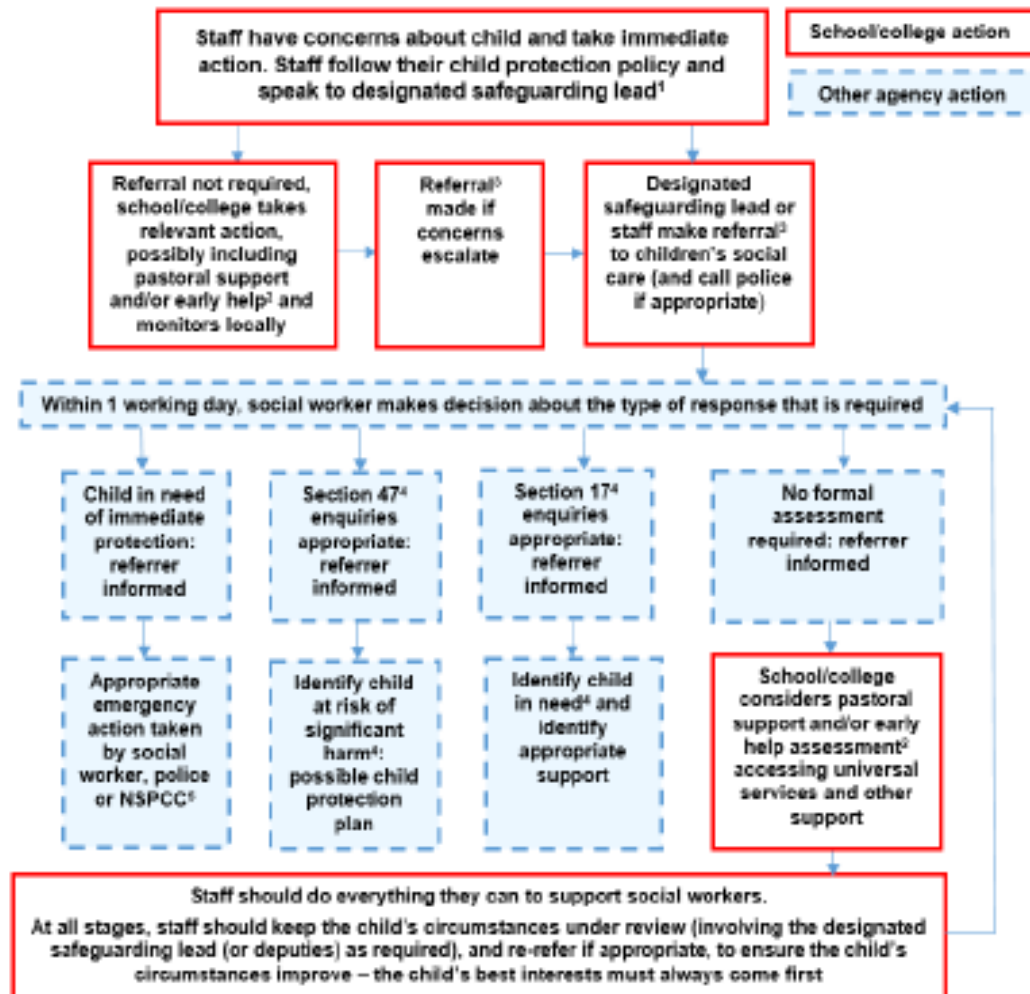 Staff have concerns about child and take immediate
action. Staff follow their child protection policy and
speak to designated safeguarding lead¹
School/college action
Other agency action
Referral not required,
school/college takes
relevant action,
possibly including
pastoral support
and/or early help² and
monitors locally
Referral³
made if
concerns
escalate
Designated
safeguarding lead or
staff make referral³
to children's social
care (and call police
if appropriate)
Within 1 working day, social worker makes decision about the type of response that is required
Child in need
of immediate
protection:
referrer
informed
Section 47⁴
enquiries
appropriate:
referrer
informed
Section 17⁴
enquiries
appropriate:
referrer
informed
No formal
assessment
required: referrer
informed
Appropriate
emergency
action taken
by social
worker, police
or NSPCC⁵
Identify child
at risk of
significant
harm⁴:
possible child
protection
plan
Identify child
in need⁴ and
identify
appropriate
support
School/college
considers pastoral
support and/or early
help assessment²
accessing universal
services and other
support
Staff should do everything they can to support social workers.
At all stages, staff should keep the child's circumstances under review (involving the designated
safeguarding lead (or deputies) as required), and re-refer if appropriate, to ensure the child's
circumstances improve – the child's best interests must always come first